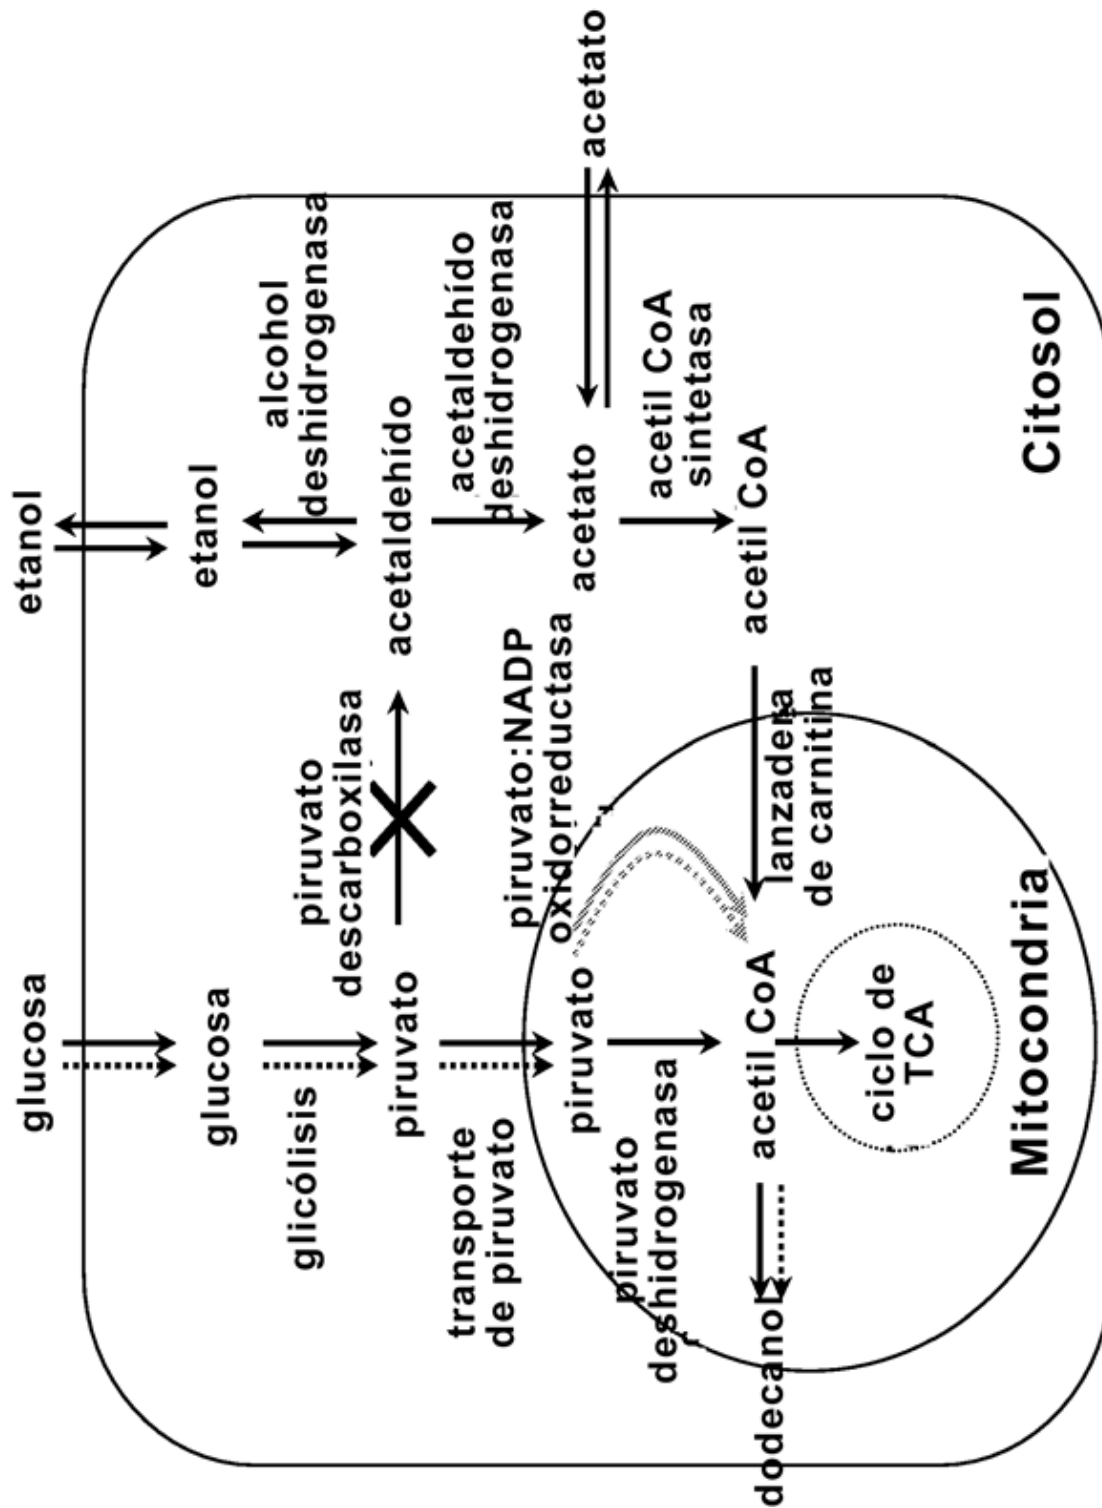 glucosa
glucosa
glicólisis
piruvato
transporte
de piruvato
piruvato
descarboxilasa
etanol
etanol
alcohol
deshidrogenasa
acetaldehído
acetaldehído
deshidrogenasa
acetato
acetato
acetil CoA
sintetasa
acetil CoA
lanzadera
de carnitina
piruvato:NADP
oxidorreductasa
piruvato
piruvato
deshidrogenasa
acetil CoA
dodecanol
ciclo de
TCA
Mitocondria
Citosol